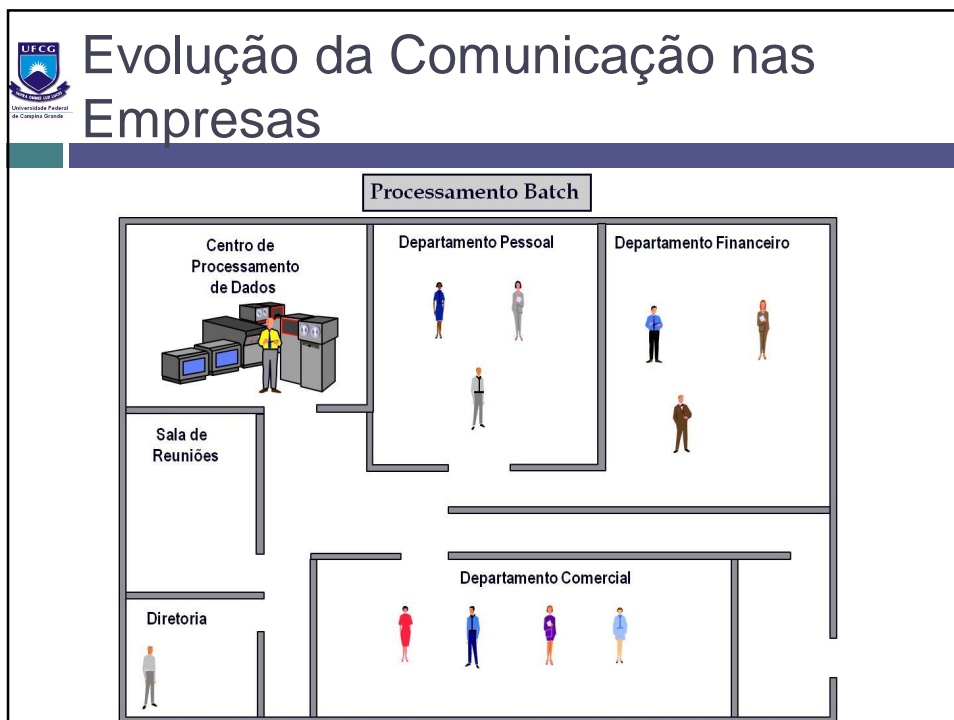 UFCG
Universidade Federal
de Campina Grande
Evolução da Comunicação nas
Empresas
Processamento Batch
Centro de
Processamento
de Dados
Departamento Pessoal
Departamento Financeiro
Sala de
Reuniões
Departamento Comercial
Diretoria